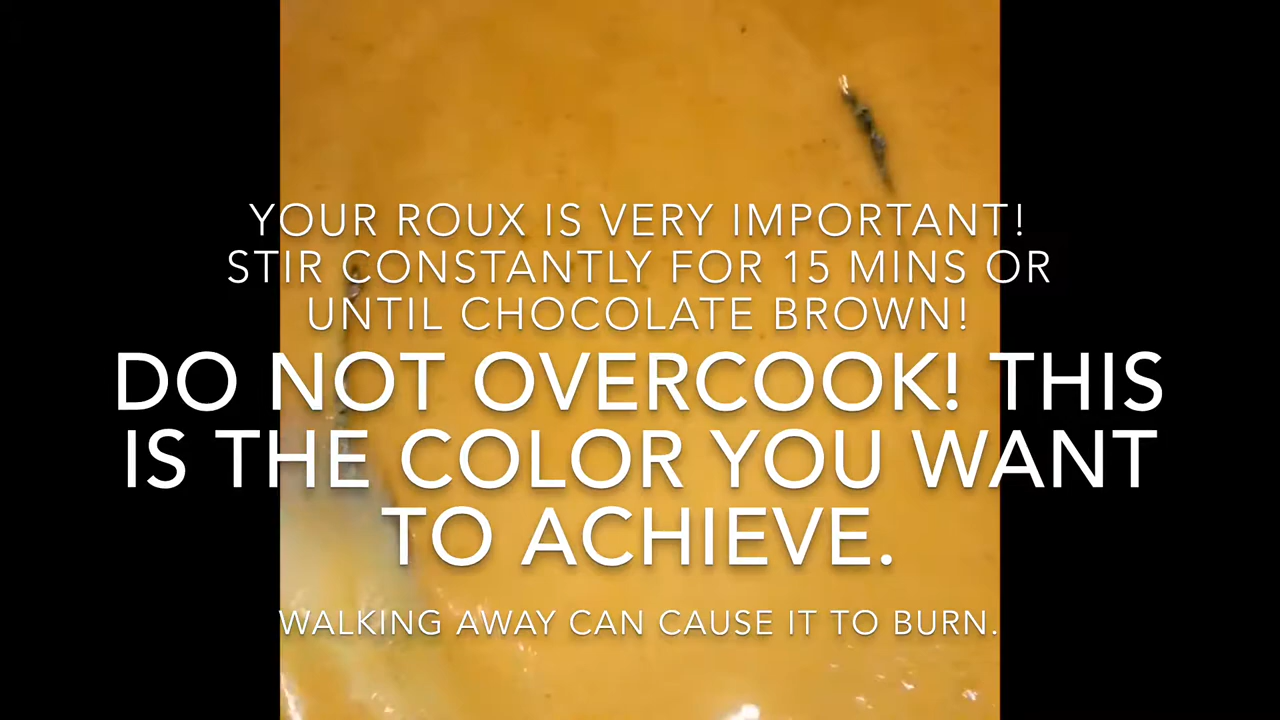 YOUR ROUX IS VERY IMPORTANT!
STIR CONSTANTLY FOR 15 MINS OR
UNTIL CHOCOLATE BROWN!
DO NOT OVERCOOK! THIS
IS THE COLOR YOU WANT
TO ACHIEVE.
WALKING AWAY CAN CAUSE IT TO BURN.